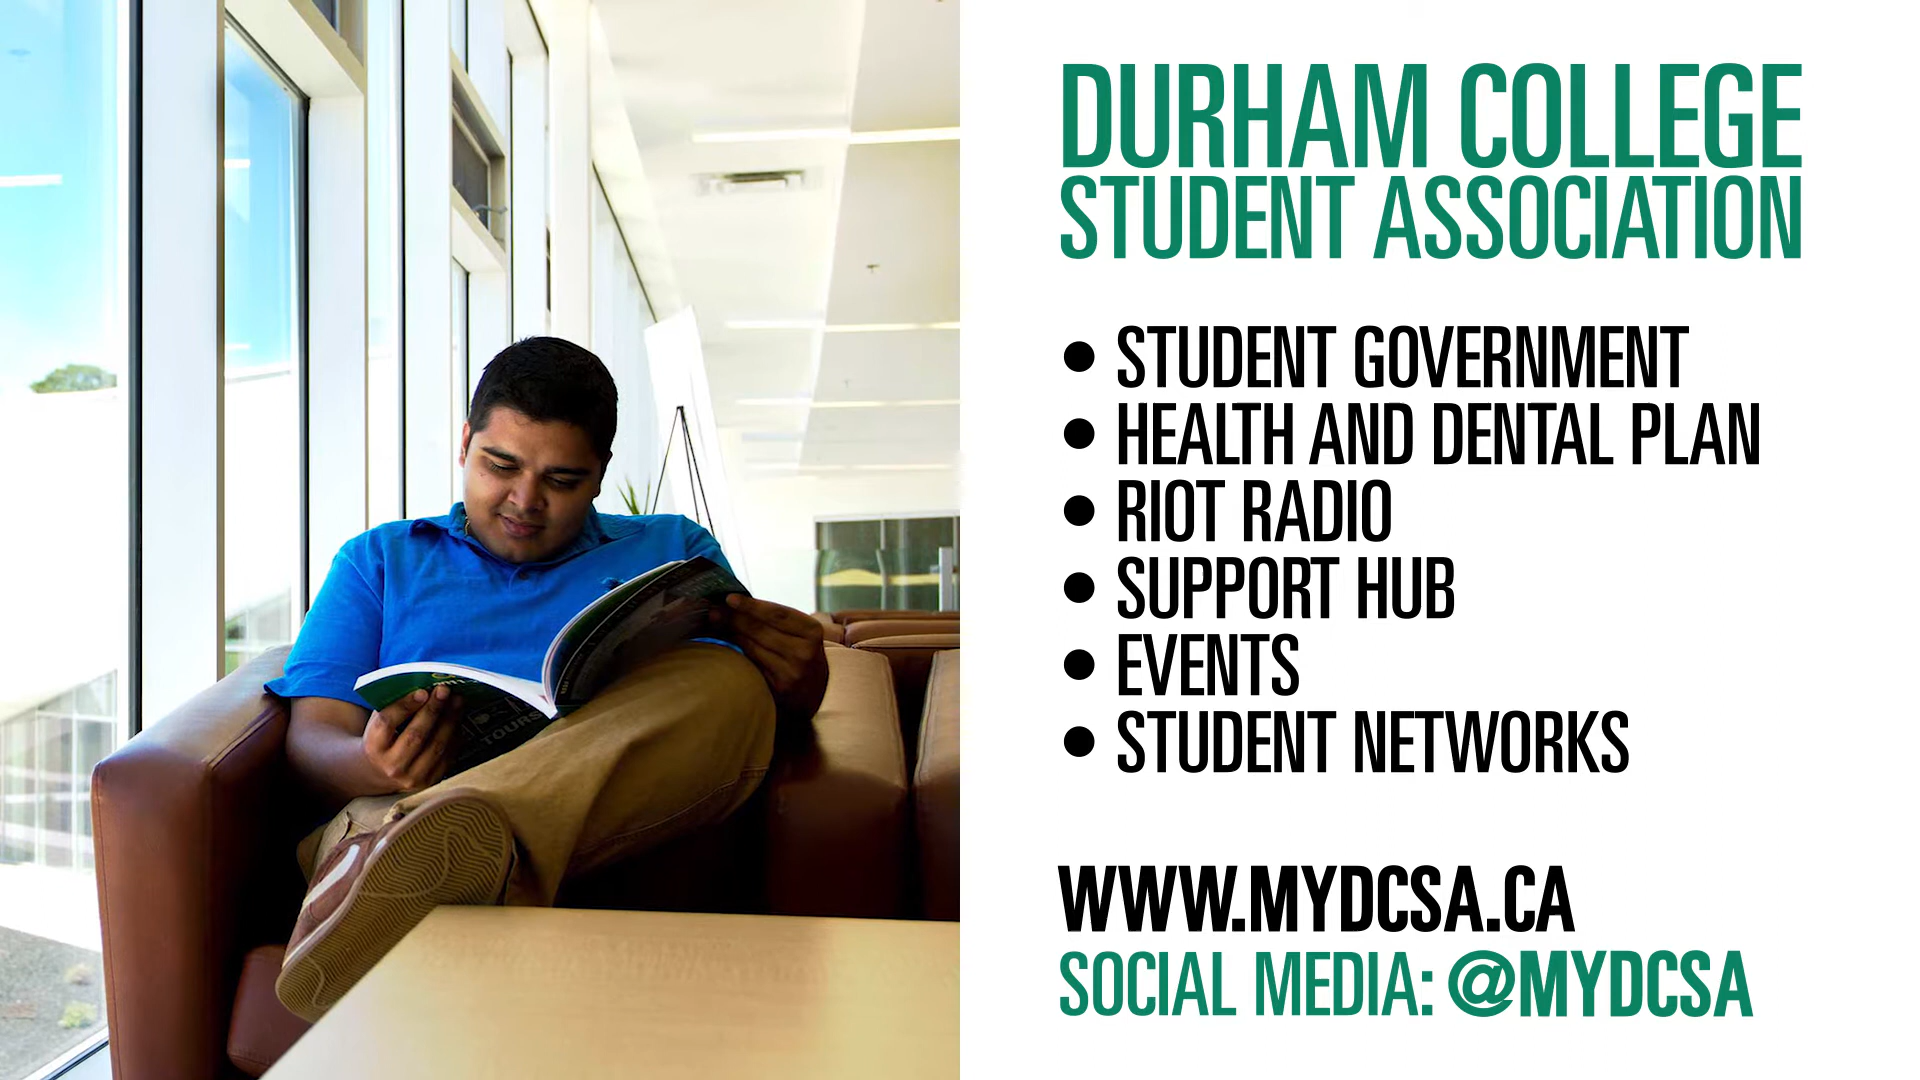 DURHAM COLLEGE
STUDENT ASSOCIATION
• STUDENT GOVERNMENT
• HEALTH AND DENTAL PLAN
• RIOT RADIO
• SUPPORT HUB
• EVENTS
• STUDENT NETWORKS
WWW.MYDCSA.CA
SOCIAL MEDIA: @MYDCSA
TOURS